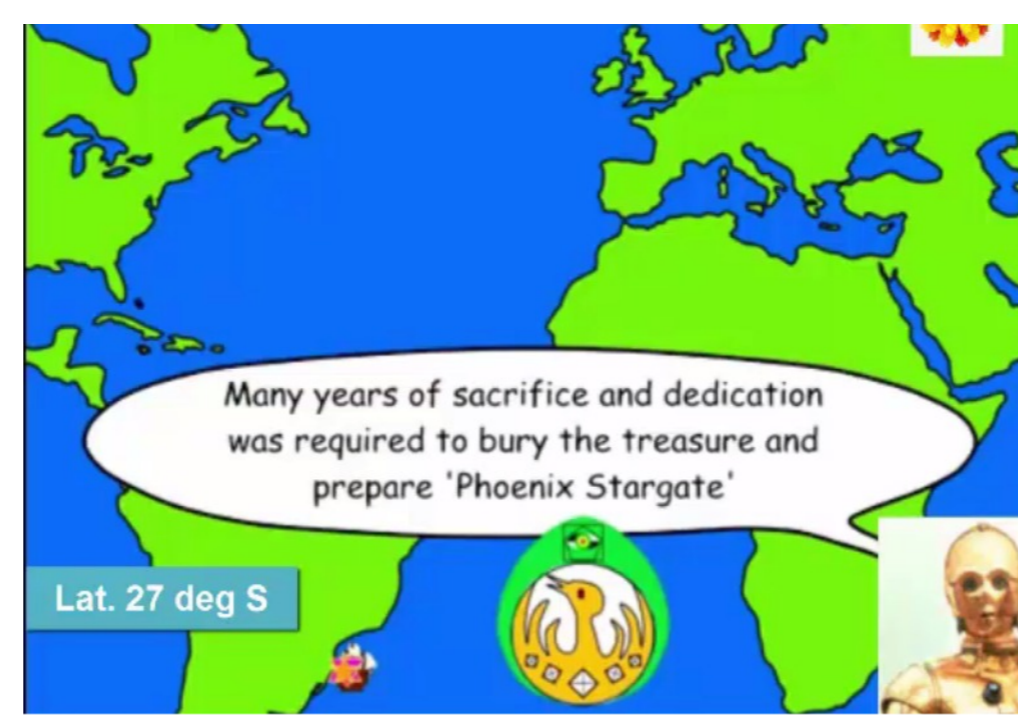 Many years of sacrifice and dedication
was required to bury the treasure and
prepare 'Phoenix Stargate'
Lat. 27 deg S